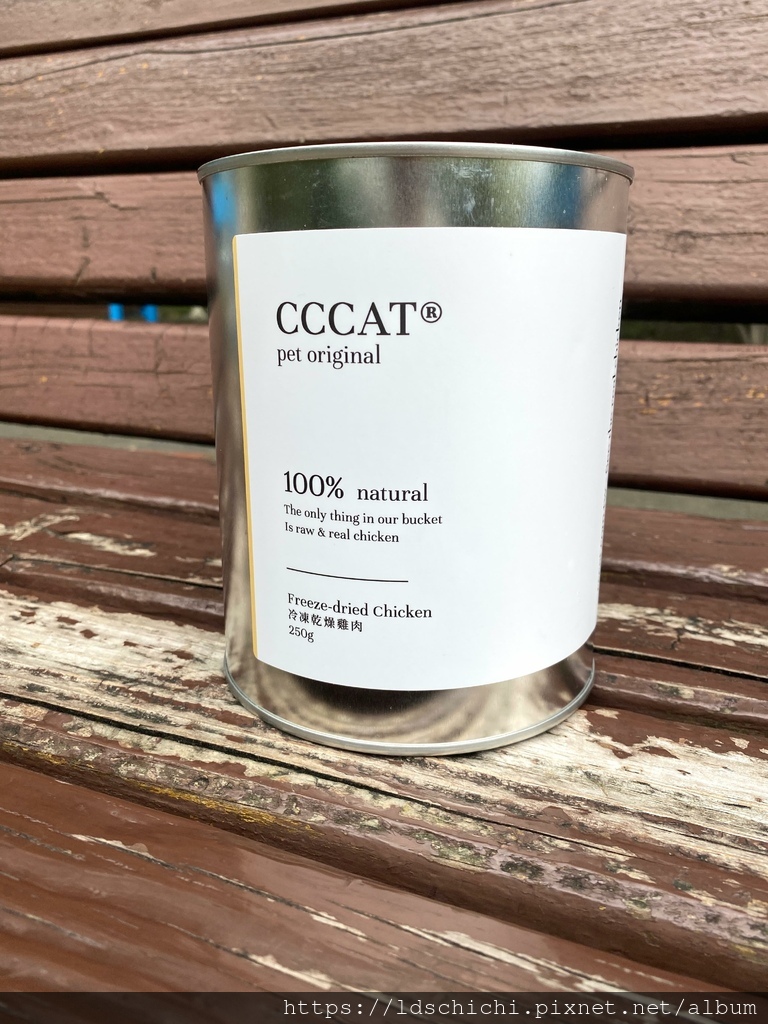 CCCAT®
pet original
100% natural
The only thing in our bucket
Is raw & real chicken
Freeze-dried Chicken
冷凍乾燥雞肉
250g
https://ldschichi.pixnet.net/album